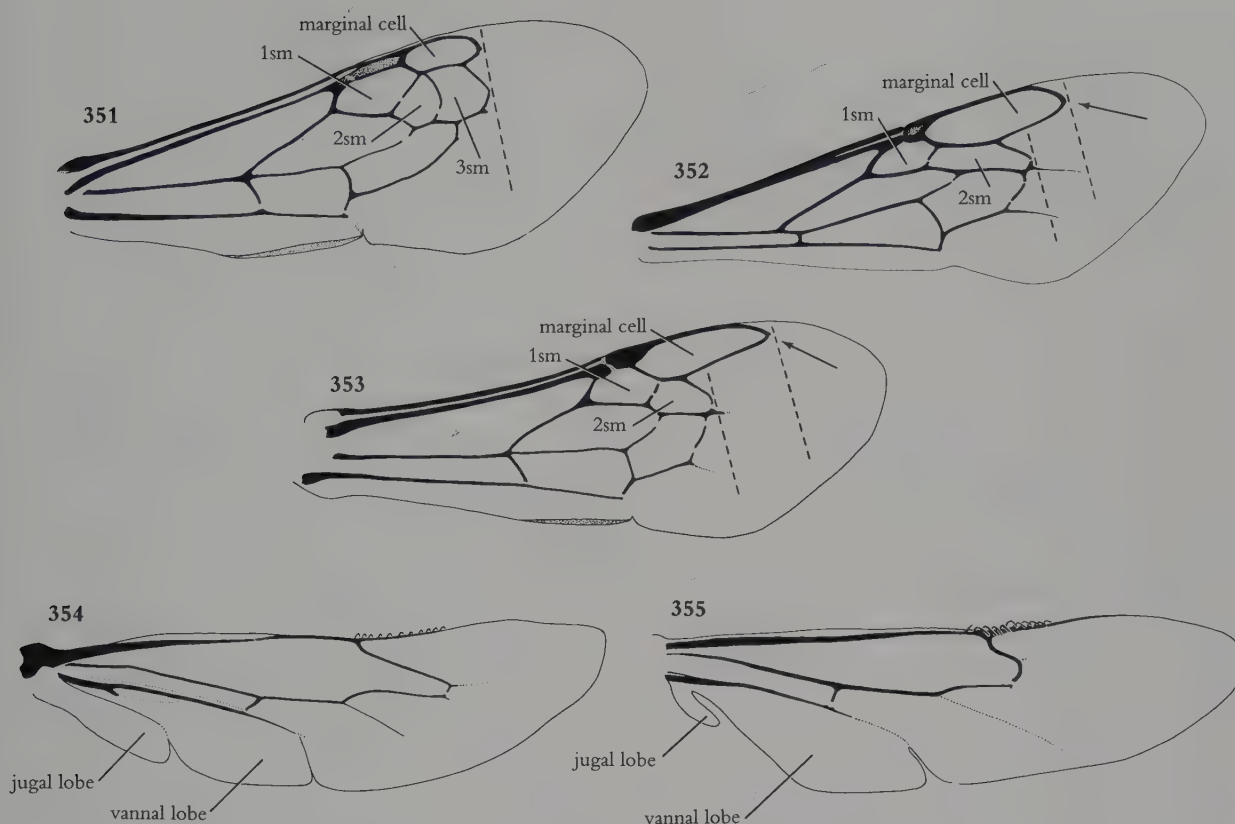 marginal cell
1sm
351
2sm
3sm
marginal cell
1sm
352
2sm
marginal cell
1sm
353
2sm
354
jugal lobe
vannal lobe
355
jugal lobe
vannal lobe